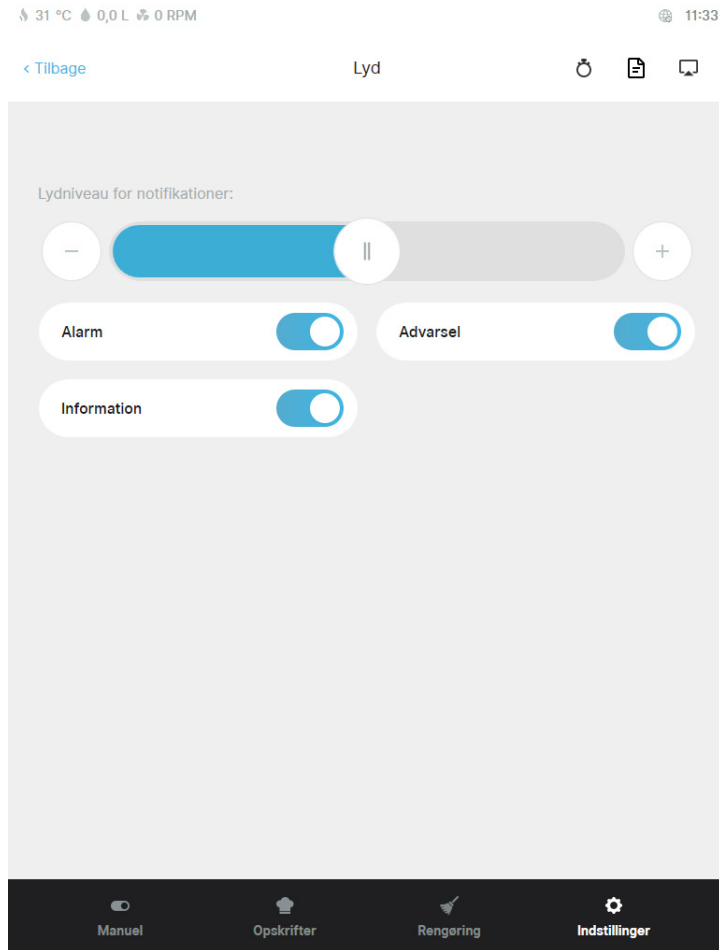 31 °C 0,0 L 0 RPM 11:33
< Tilbage Lyd
Lydniveau for notifikationer:
Alarm Advarsel
Information
Manuel Opskrifter Rengøring Indstillinger